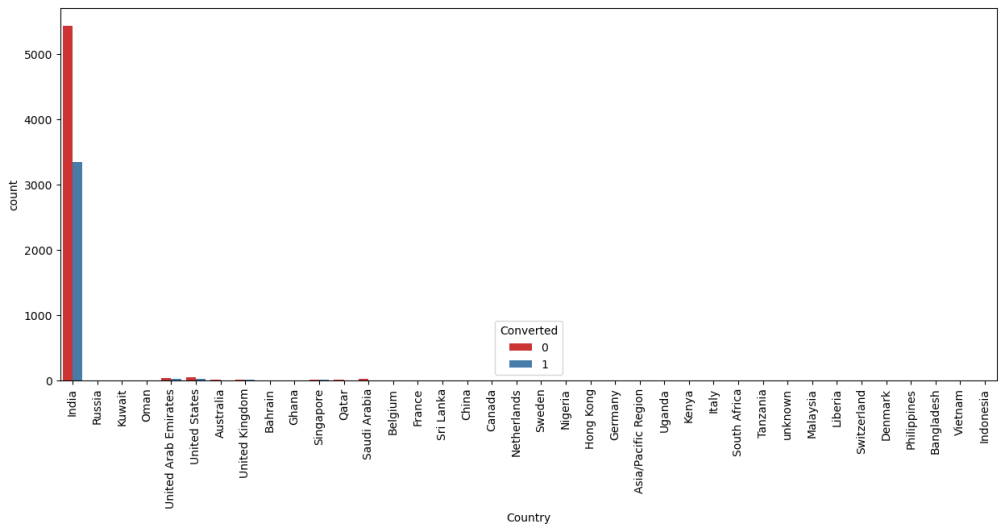 5000
4000
3000
2000
1000
0
count
Converted
0
1
India
Russia
Kuwait
Oman
United Arab Emirates
United States
Australia
United Kingdom
Bahrain
Ghana
Singapore
Qatar
Saudi Arabia
Belgium
France
Sri Lanka
China
Canada
Netherlands
Sweden
Nigeria
Hong Kong
Germany
Asia/Pacific Region
Uganda
Kenya
Italy
South Africa
Tanzania
unknown
Malaysia
Liberia
Switzerland
Denmark
Philippines
Bangladesh
Vietnam
Indonesia
Country